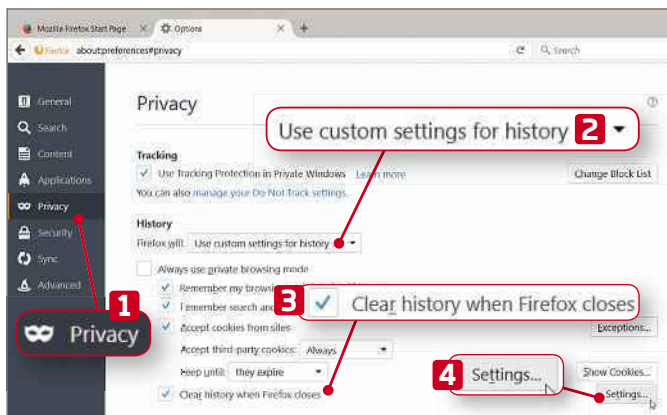 Mozilla Firefox Start Page × Options × +
Firefox about:preferences#privacy Search
General
Search
Content
Applications
Privacy
Security
Sync
Advanced
Privacy
Use custom settings for history 2
Tracking
Use Tracking Protection in Private Windows Learn more Change Block List
You can also manage your Do Not Track settings.
History
Firefox will: Use custom settings for history
Always use private browsing mode
Remember my browsing
Remember search and
3 Clear history when Firefox closes
Accept cookies from sites Exceptions...
1 Privacy
Accept third-party cookies: Always
4 Settings...
Keep until: they expire Show Cookies...
Clear history when Firefox closes Settings...